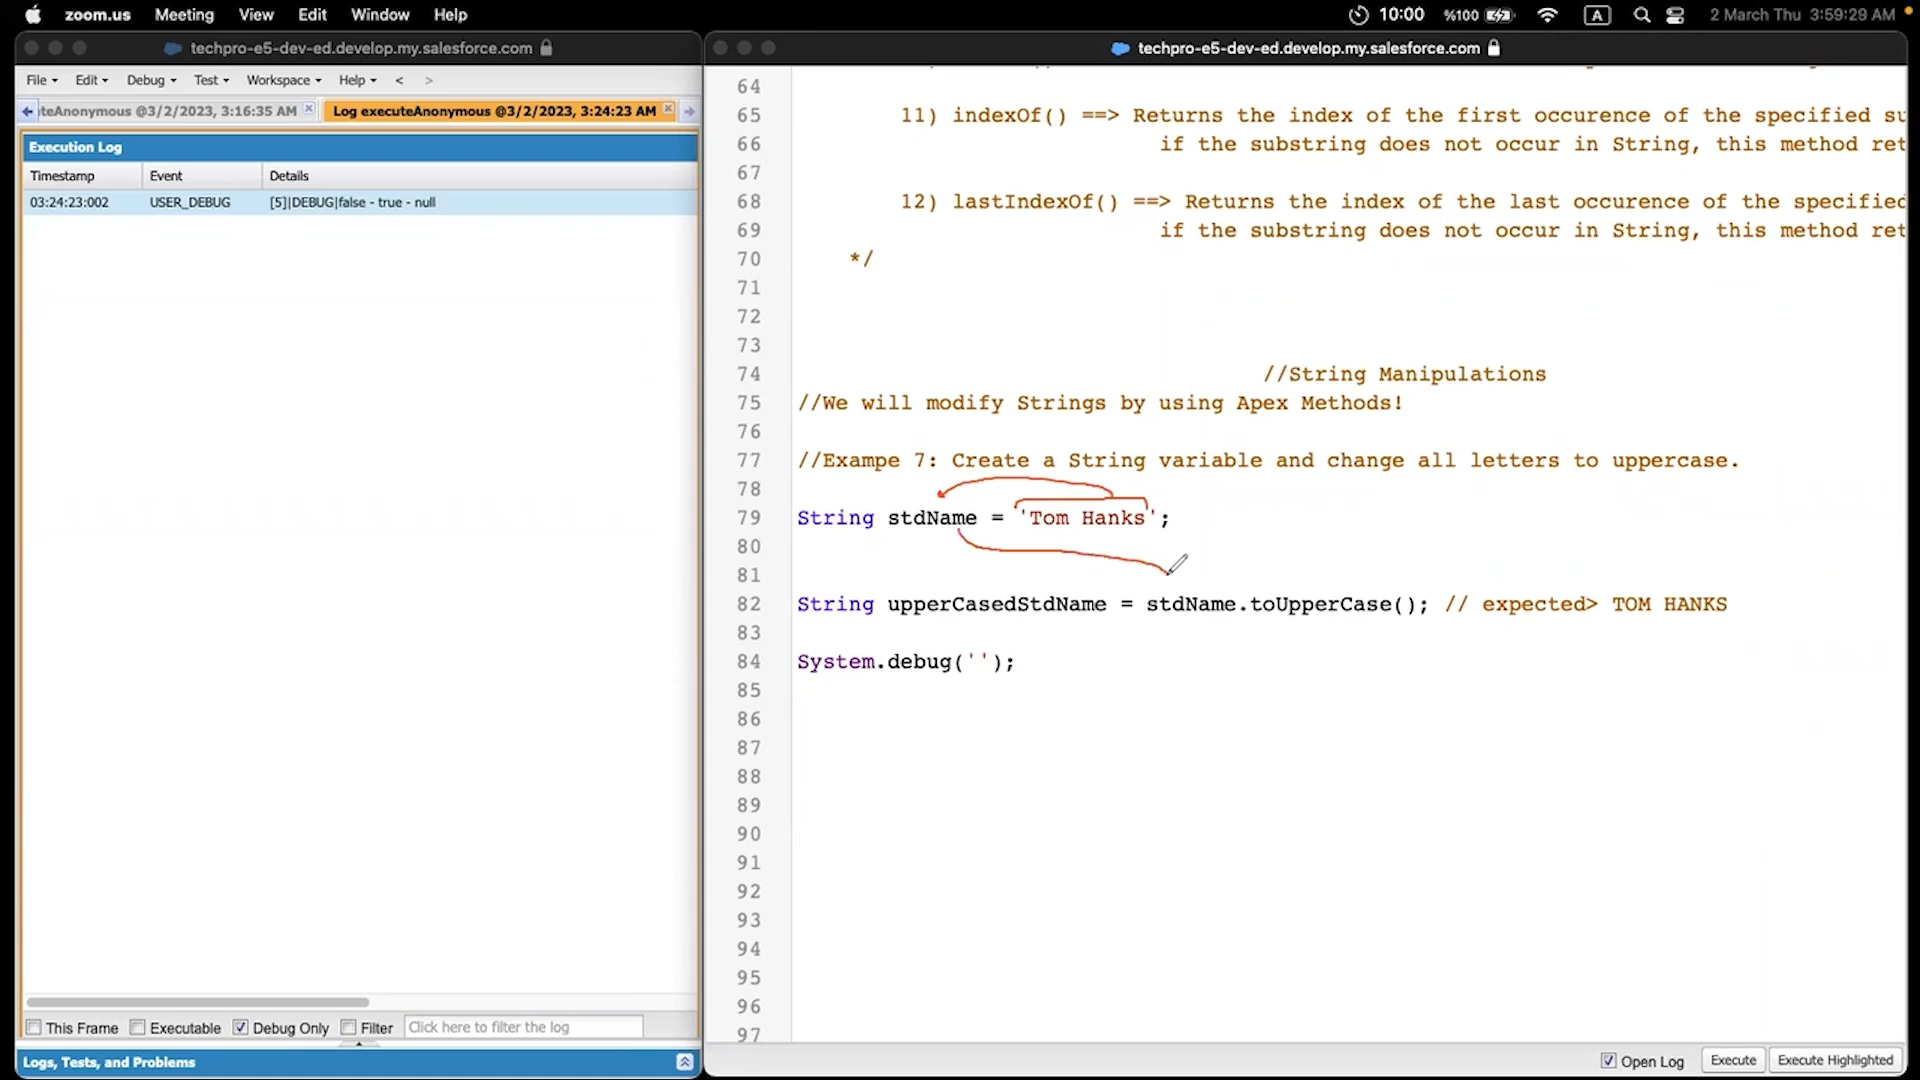 zoom.us Meeting View Edit Window Help 10:00 %100 A 2 March Thu 3:59:29 AM
techpro-e5-dev-ed.develop.my.salesforce.com
File Edit Debug Test Workspace Help < >
uteAnonymous @3/2/2023, 3:16:35 AM Log executeAnonymous @3/2/2023, 3:24:23 AM
Execution Log
Timestamp Event Details
03:24:23:002 USER_DEBUG [5]|DEBUG|false - true - null
This Frame Executable Debug Only Filter Click here to filter the log
Logs, Tests, and Problems
techpro-e5-dev-ed.develop.my.salesforce.com
64
65 11) indexOf() ==> Returns the index of the first occurence of the specified su
66 if the substring does not occur in String, this method ret
67
68 12) lastIndexOf() ==> Returns the index of the last occurence of the specified
69 if the substring does not occur in String, this method ret
70 */
71
72
73
74 //String Manipulations
75 //We will modify Strings by using Apex Methods!
76
77 //Exampe 7: Create a String variable and change all letters to uppercase.
78
79 String stdName = 'Tom Hanks';
80
81
82 String upperCasedStdName = stdName.toUpperCase(); // expected> TOM HANKS
83
84 System.debug('');
85
86
87
88
89
90
91
92
93
94
95
96
97
Open Log Execute Execute Highlighted